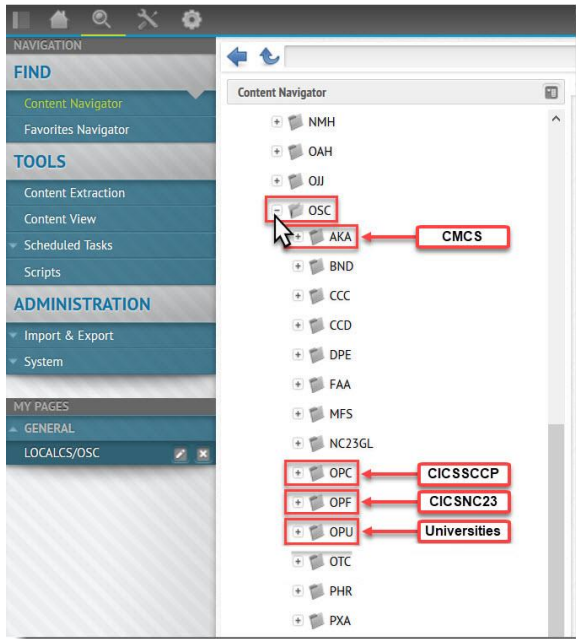 NAVIGATION
FIND
Content Navigator
Favorites Navigator
TOOLS
Content Extraction
Content View
Scheduled Tasks
Scripts
ADMINISTRATION
Import & Export
System
MY PAGES
GENERAL
LOCALCS/OSC
Content Navigator
NMH
OAH
OJJ
OSC
AKA CMCS
BND
CCC
CCD
DPE
FAA
MFS
NC23GL
OPC CICSSCCP
OPF CICSNC23
OPU Universities
OTC
PHR
PXA